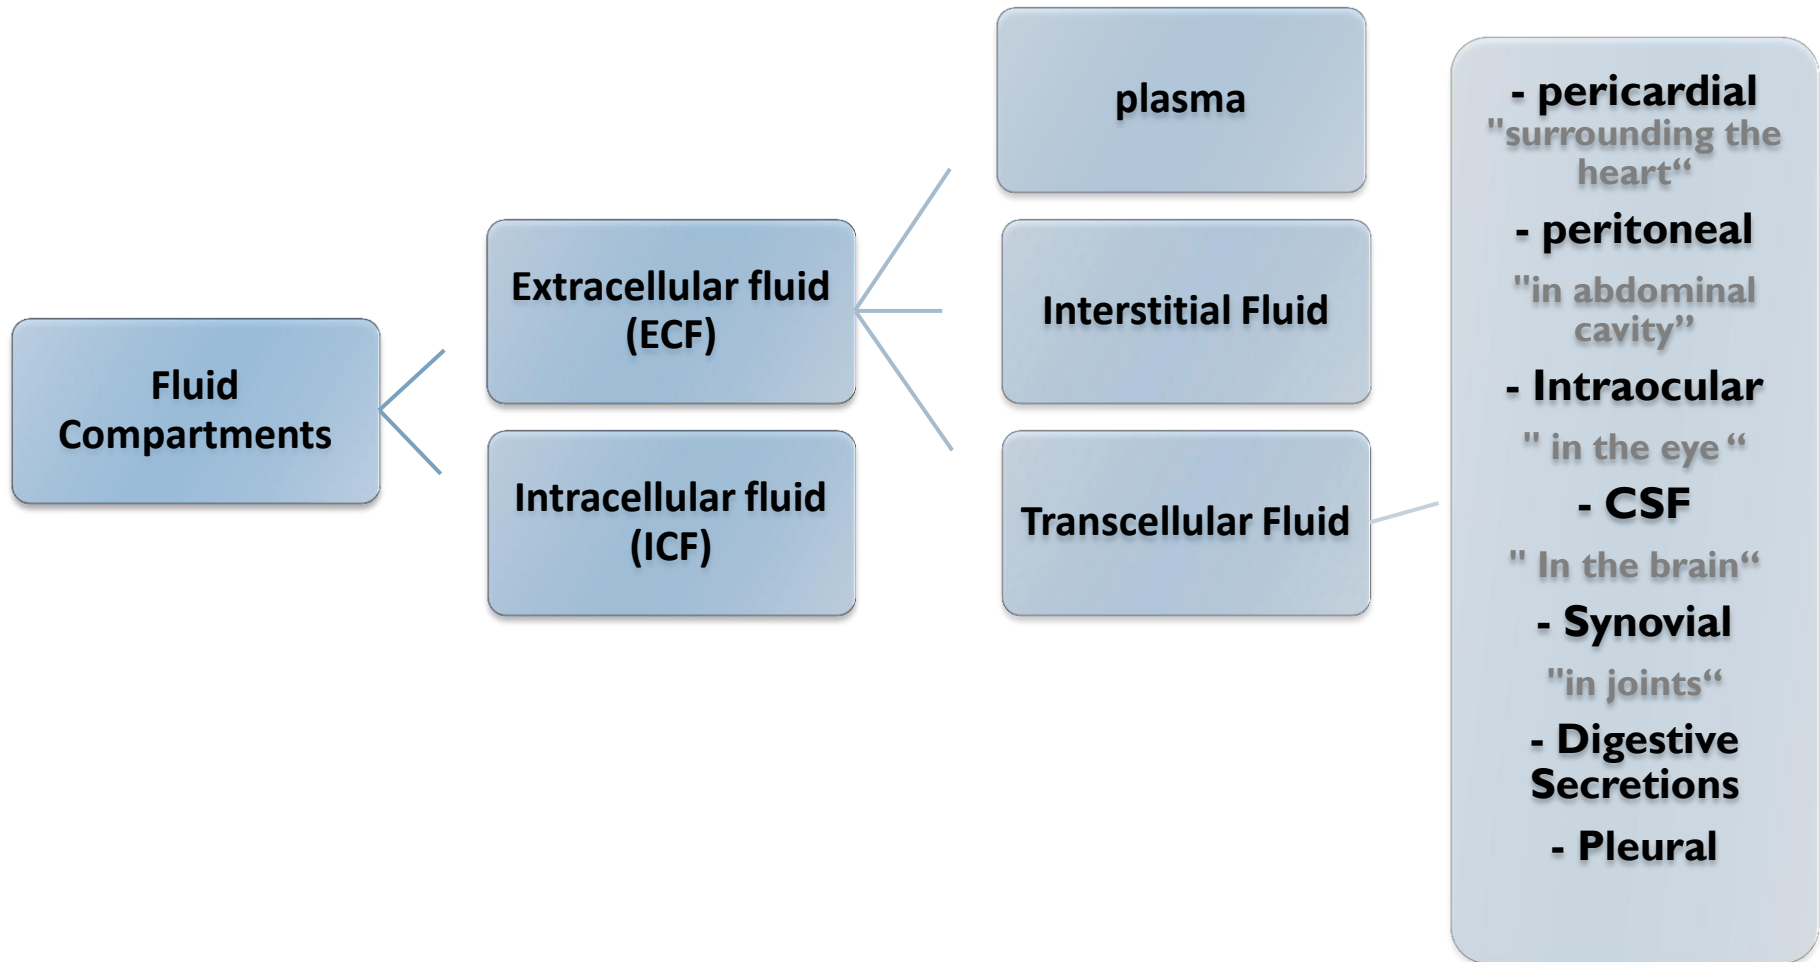 Fluid
Compartments
Extracellular fluid
(ECF)
Intracellular fluid
(ICF)
plasma
Interstitial Fluid
Transcellular Fluid
- pericardial
"surrounding the
heart“
- peritoneal
"in abdominal
cavity”
- Intraocular
" in the eye “
- CSF
" In the brain“
- Synovial
"in joints“
- Digestive
Secretions
- Pleural